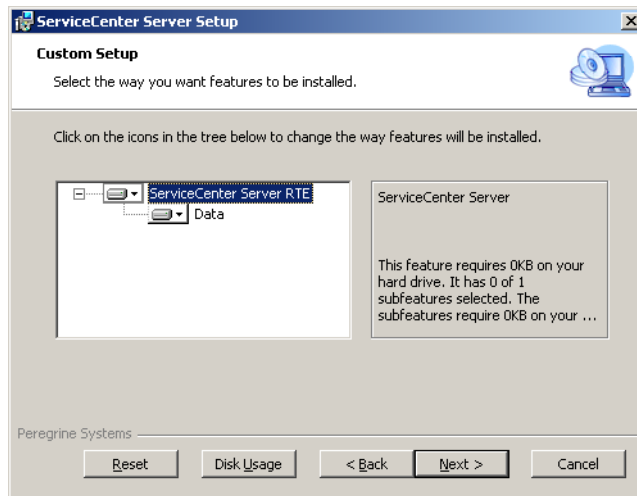 ServiceCenter Server Setup
Custom Setup
Select the way you want features to be installed.
Click on the icons in the tree below to change the way features will be installed.
ServiceCenter Server RTE
Data
ServiceCenter Server
This feature requires 0KB on your
hard drive. It has 0 of 1
subfeatures selected. The
subfeatures require 0KB on your ...
Peregrine Systems
Reset
Disk Usage
< Back
Next >
Cancel